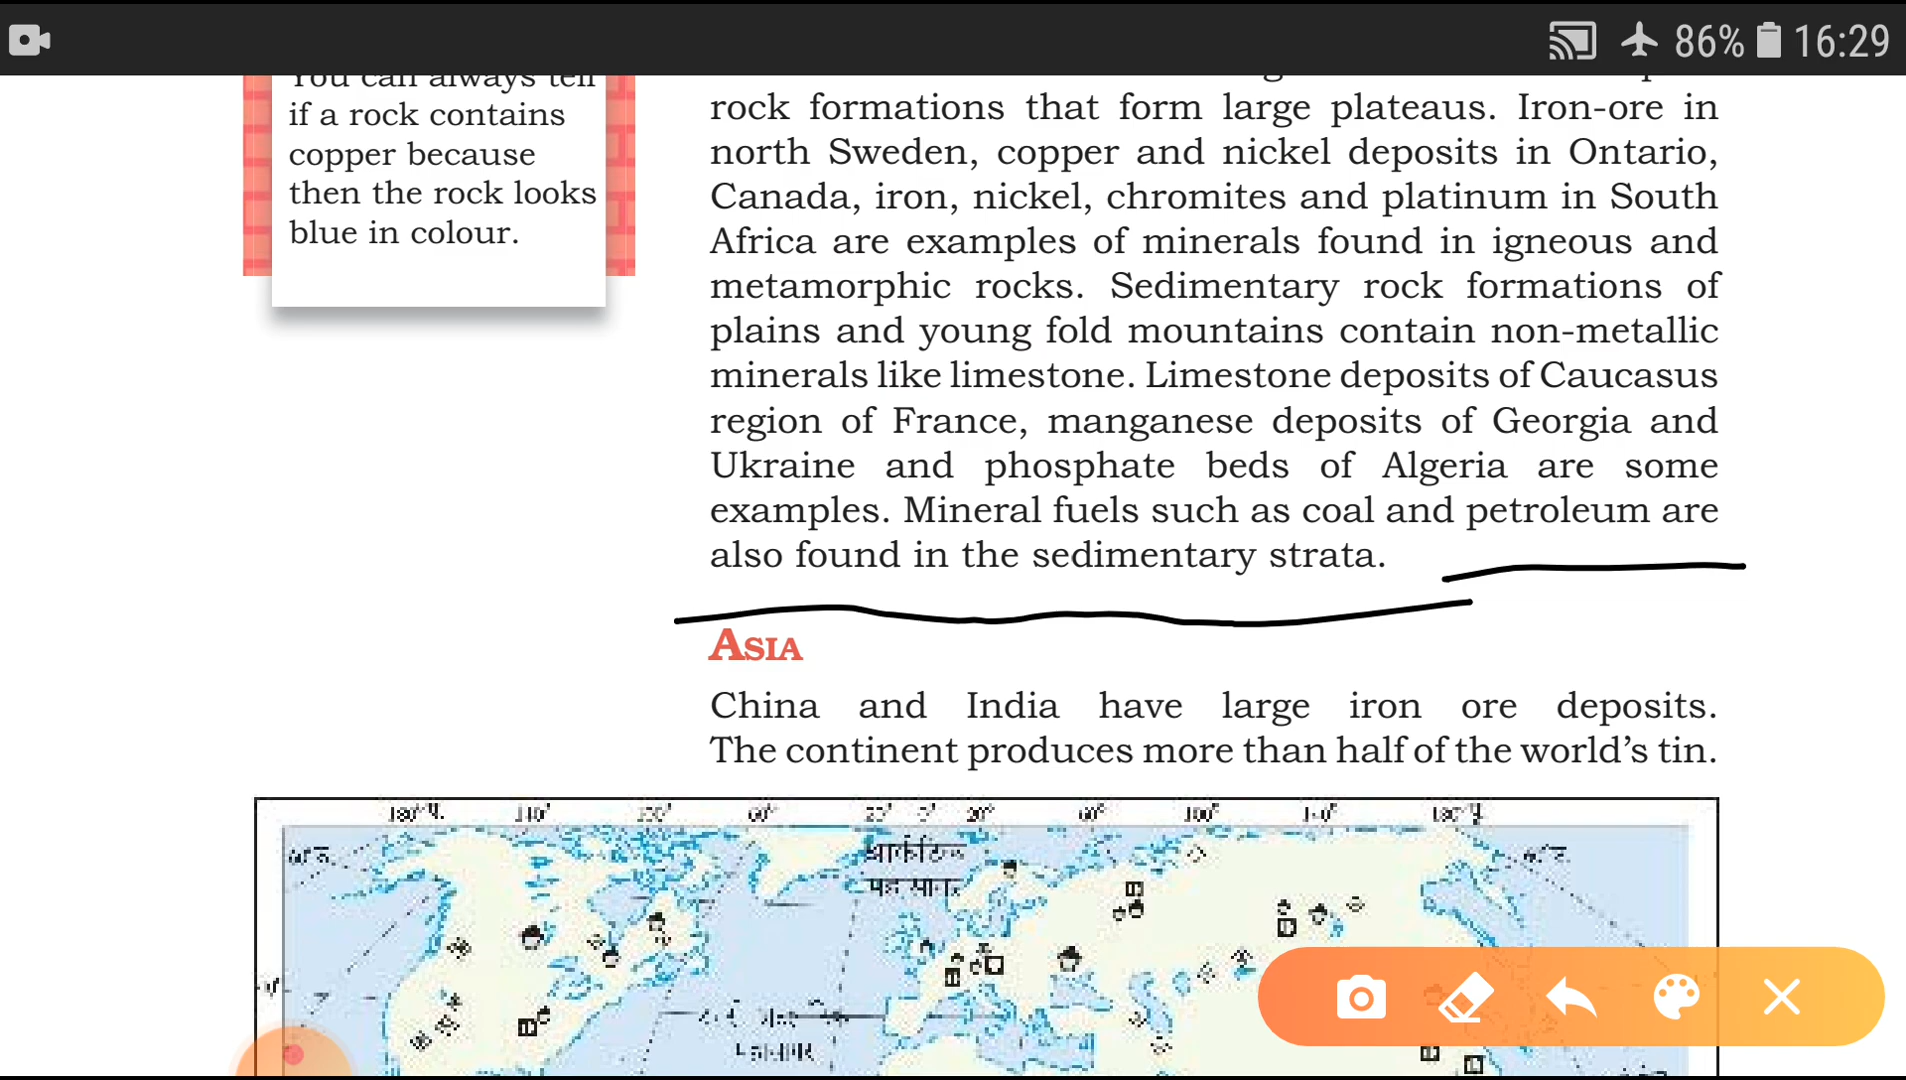 86% 16:29
You can always tell
if a rock contains
copper because
then the rock looks
blue in colour.
rock formations that form large plateaus. Iron-ore in
north Sweden, copper and nickel deposits in Ontario,
Canada, iron, nickel, chromites and platinum in South
Africa are examples of minerals found in igneous and
metamorphic rocks. Sedimentary rock formations of
plains and young fold mountains contain non-metallic
minerals like limestone. Limestone deposits of Caucasus
region of France, manganese deposits of Georgia and
Ukraine and phosphate beds of Algeria are some
examples. Mineral fuels such as coal and petroleum are
also found in the sedimentary strata.
ASIA
China and India have large iron ore deposits.
The continent produces more than half of the world's tin.